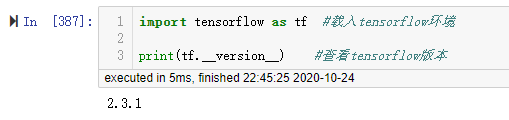 In [387]:
1 import tensorflow as tf #载入tensorflow环境
2
3 print(tf.__version__) #查看tensorflow版本
executed in 5ms, finished 22:45:25 2020-10-24
2.3.1